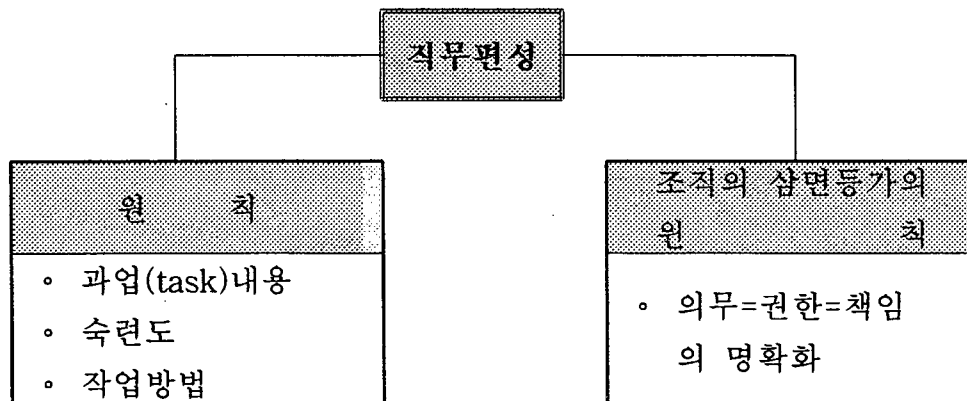 직무편성
원 칙
◦ 과업(task)내용
◦ 숙련도
◦ 작업방법
조직의 삼면등가의
원 칙
◦ 의무=권한=책임
의 명확화